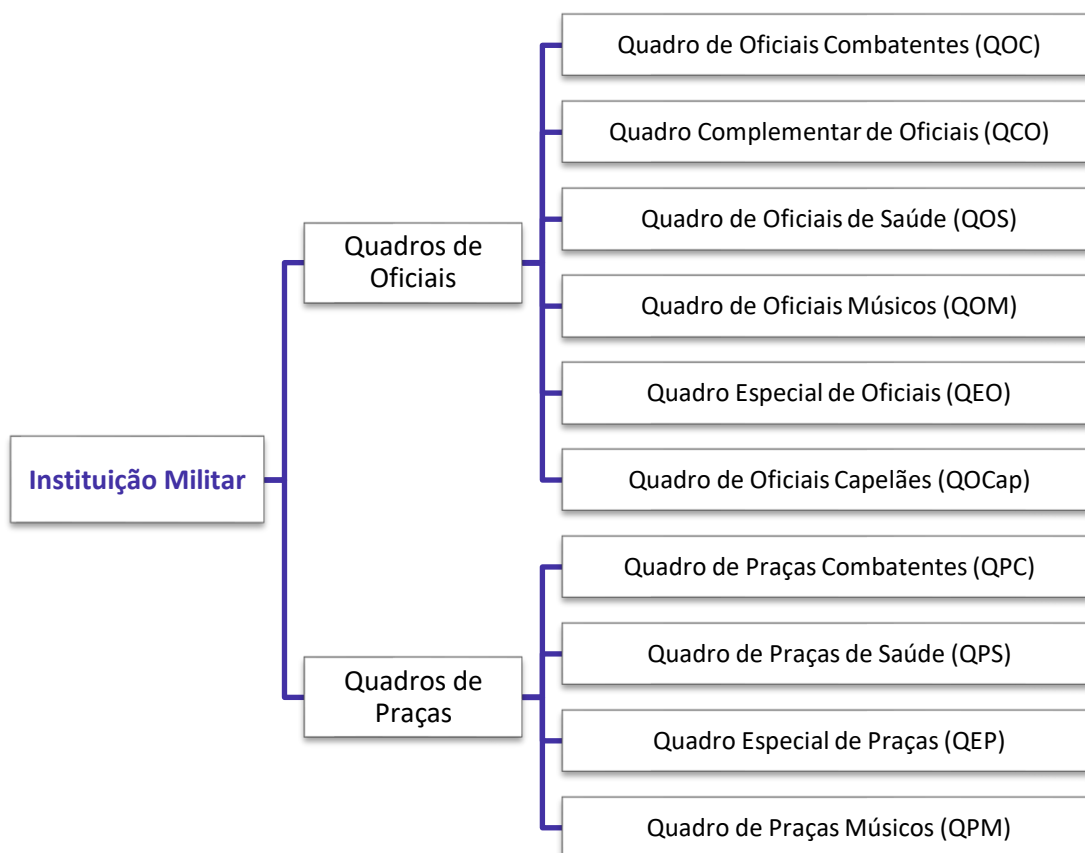 Instituição Militar
Quadros de
Oficiais
Quadro de Oficiais Combatentes (QOC)
Quadro Complementar de Oficiais (QCO)
Quadro de Oficiais de Saúde (QOS)
Quadro de Oficiais Músicos (QOM)
Quadro Especial de Oficiais (QEO)
Quadro de Oficiais Capelães (QOCap)
Quadros de
Praças
Quadro de Praças Combatentes (QPC)
Quadro de Praças de Saúde (QPS)
Quadro Especial de Praças (QEP)
Quadro de Praças Músicos (QPM)